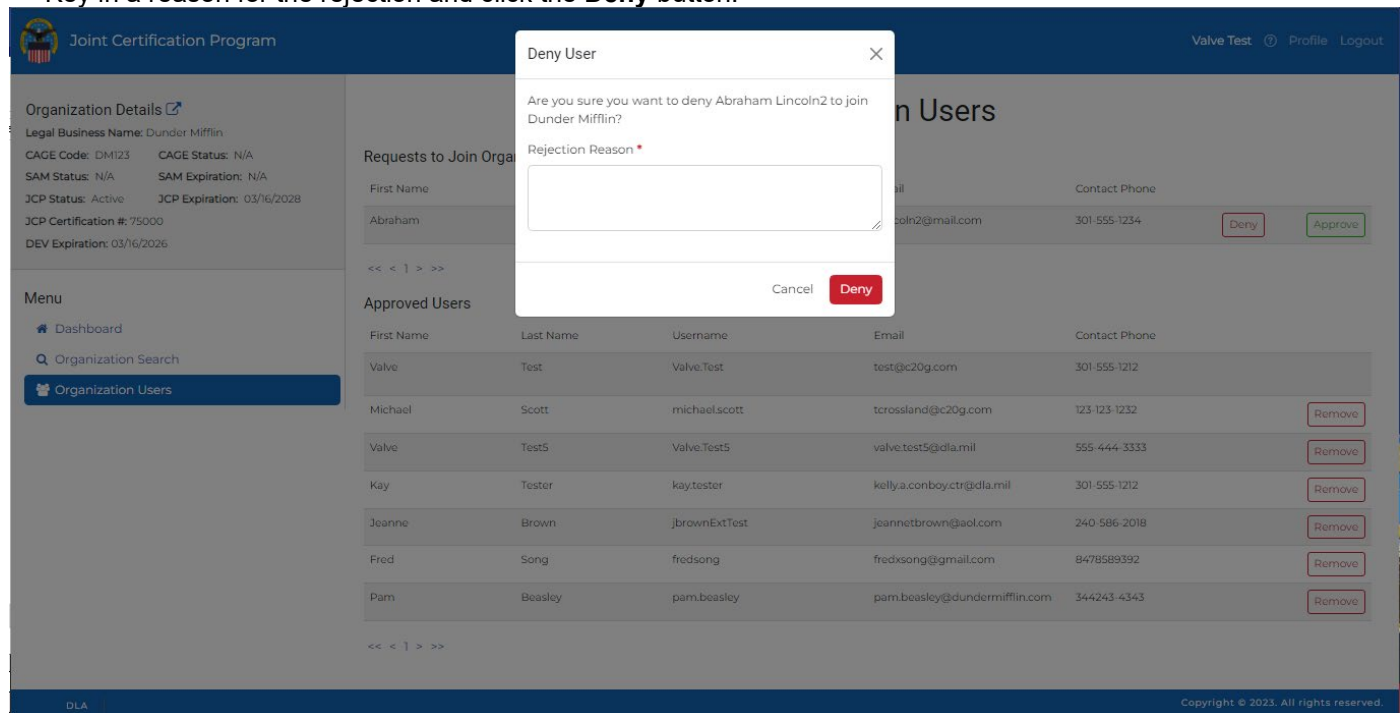 Key in a reason for the rejection and click the Deny button.
Joint Certification Program
Valve Test Profile Logout
Deny User
Are you sure you want to deny Abraham Lincoln2 to join
Dunder Mifflin?
Rejection Reason *
Cancel Deny
Organization Details
Legal Business Name: Dunder Mifflin
CAGE Code: DM123 CAGE Status: N/A
SAM Status: N/A SAM Expiration: N/A
JCP Status: Active JCP Expiration: 03/16/2028
JCP Certification #: 75000
DEV Expiration: 03/16/2026
Menu
Dashboard
Organization Search
Organization Users
n Users
Requests to Join Orga
First Name ail Contact Phone
Abraham coln2@mail.com 301-555-1234 Deny Approve
<< < 1 > >>
Approved Users
First Name Last Name Username Email Contact Phone
Valve Test Valve.Test test@c20g.com 301-555-1212
Michael Scott michael.scott tcrossland@c20g.com 123-123-1232 Remove
Valve Test5 Valve.Test5 valve.test5@dla.mil 555-444-3333 Remove
Kay Tester kay.tester kelly.a.conboy.ctr@dla.mil 301-555-1212 Remove
Jeanne Brown jbrownExtTest jeannetbrown@aol.com 240-586-2018 Remove
Fred Song fredsong fredxsong@gmail.com 8478589392 Remove
Pam Beasley pam.beasley pam.beasley@dundermifflin.com 344243-4343 Remove
<< < 1 > >>
DLA
Copyright © 2023. All rights reserved.